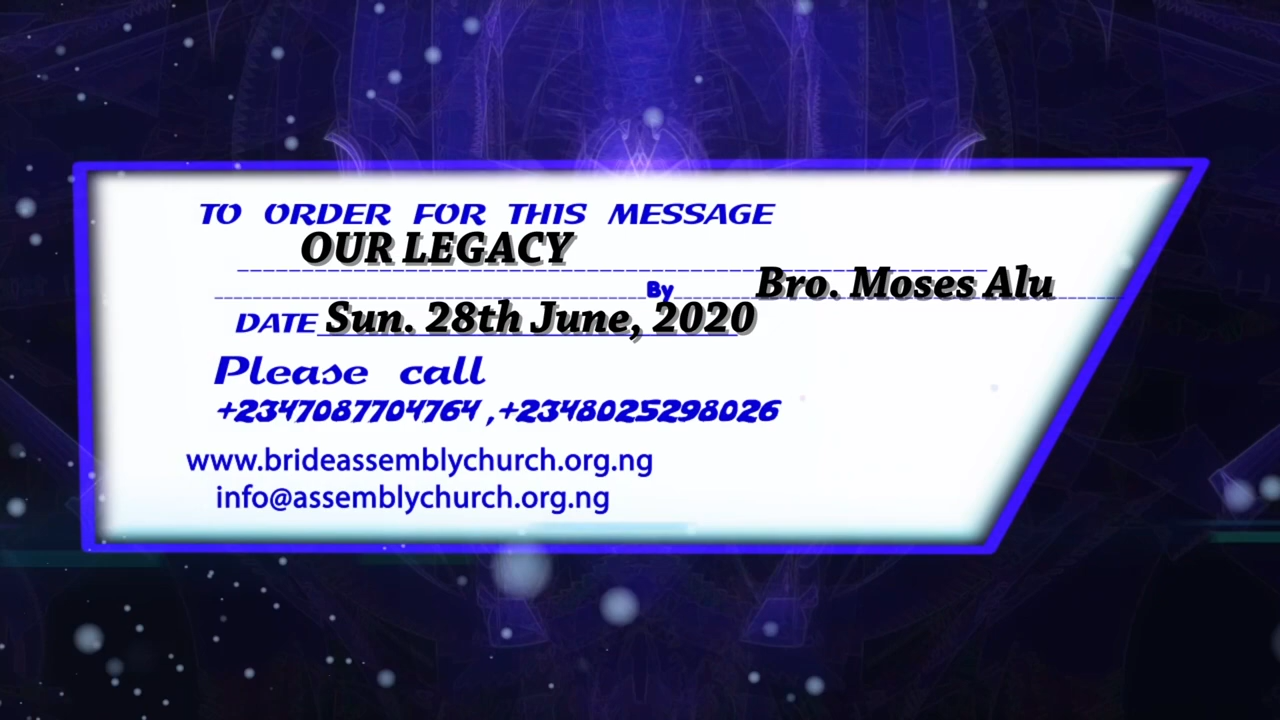 TO ORDER FOR THIS MESSAGE
OUR LEGACY
By Bro. Moses Alu
DATE Sun. 28th June, 2020
Please call
+2347087704764 ,+2348025298026
www.brideassemblychurch.org.ng
info@assemblychurch.org.ng